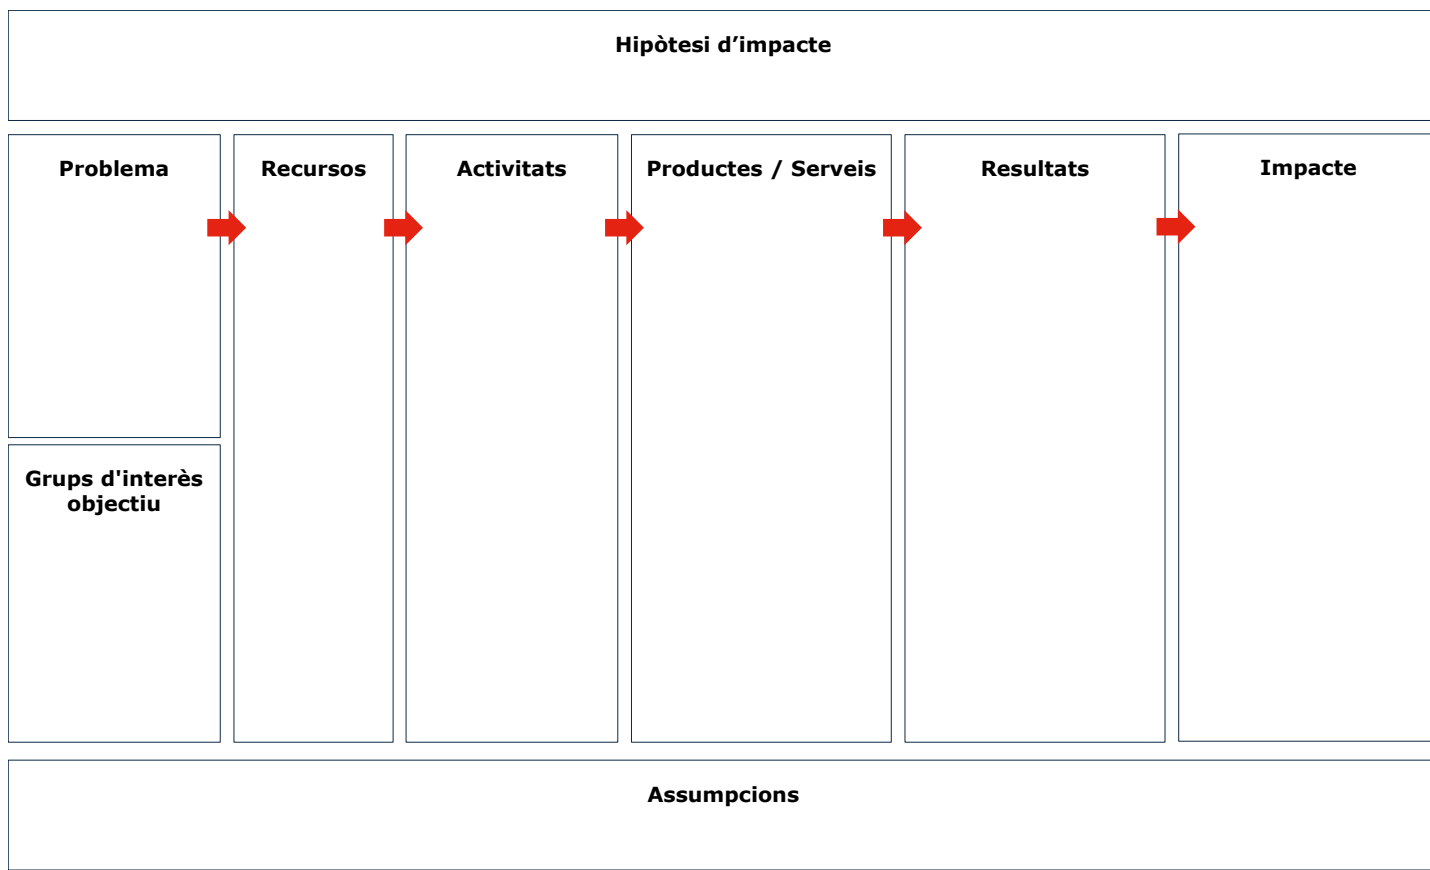 Hipòtesi d’impacte
Problema
Recursos
Activitats
Productes / Serveis
Resultats
Impacte
Grups d'interès
objectiu
Assumpcions